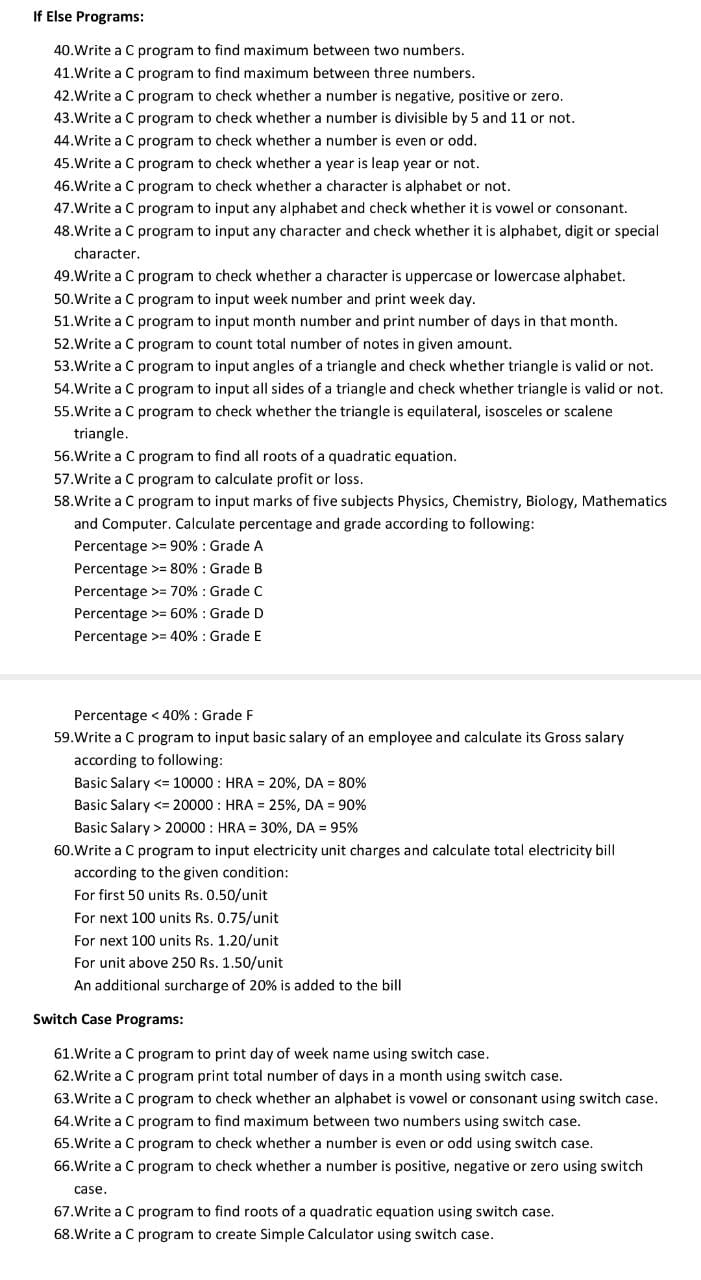 If Else Programs:
40.Write a C program to find maximum between two numbers.
41.Write a C program to find maximum between three numbers.
42.Write a C program to check whether a number is negative, positive or zero.
43.Write a C program to check whether a number is divisible by 5 and 11 or not.
44.Write a C program to check whether a number is even or odd.
45.Write a C program to check whether a year is leap year or not.
46.Write a C program to check whether a character is alphabet or not.
47.Write a C program to input any alphabet and check whether it is vowel or consonant.
48.Write a C program to input any character and check whether it is alphabet, digit or special
character.
49.Write a C program to check whether a character is uppercase or lowercase alphabet.
50.Write a C program to input week number and print week day.
51.Write a C program to input month number and print number of days in that month.
52.Write a C program to count total number of notes in given amount.
53.Write a C program to input angles of a triangle and check whether triangle is valid or not.
54.Write a C program to input all sides of a triangle and check whether triangle is valid or not.
55.Write a C program to check whether the triangle is equilateral, isosceles or scalene
triangle.
56.Write a C program to find all roots of a quadratic equation.
57.Write a C program to calculate profit or loss.
58.Write a C program to input marks of five subjects Physics, Chemistry, Biology, Mathematics
and Computer. Calculate percentage and grade according to following:
Percentage >= 90% : Grade A
Percentage >= 80% : Grade B
Percentage >= 70% : Grade C
Percentage >= 60% : Grade D
Percentage >= 40% : Grade E
Percentage < 40% : Grade F
59.Write a C program to input basic salary of an employee and calculate its Gross salary
according to following:
Basic Salary <= 10000 : HRA = 20%, DA = 80%
Basic Salary <= 20000 : HRA = 25%, DA = 90%
Basic Salary > 20000 : HRA = 30%, DA = 95%
60.Write a C program to input electricity unit charges and calculate total electricity bill
according to the given condition:
For first 50 units Rs. 0.50/unit
For next 100 units Rs. 0.75/unit
For next 100 units Rs. 1.20/unit
For unit above 250 Rs. 1.50/unit
An additional surcharge of 20% is added to the bill
Switch Case Programs:
61.Write a C program to print day of week name using switch case.
62.Write a C program print total number of days in a month using switch case.
63.Write a C program to check whether an alphabet is vowel or consonant using switch case.
64.Write a C program to find maximum between two numbers using switch case.
65.Write a C program to check whether a number is even or odd using switch case.
66.Write a C program to check whether a number is positive, negative or zero using switch
case.
67.Write a C program to find roots of a quadratic equation using switch case.
68.Write a C program to create Simple Calculator using switch case.